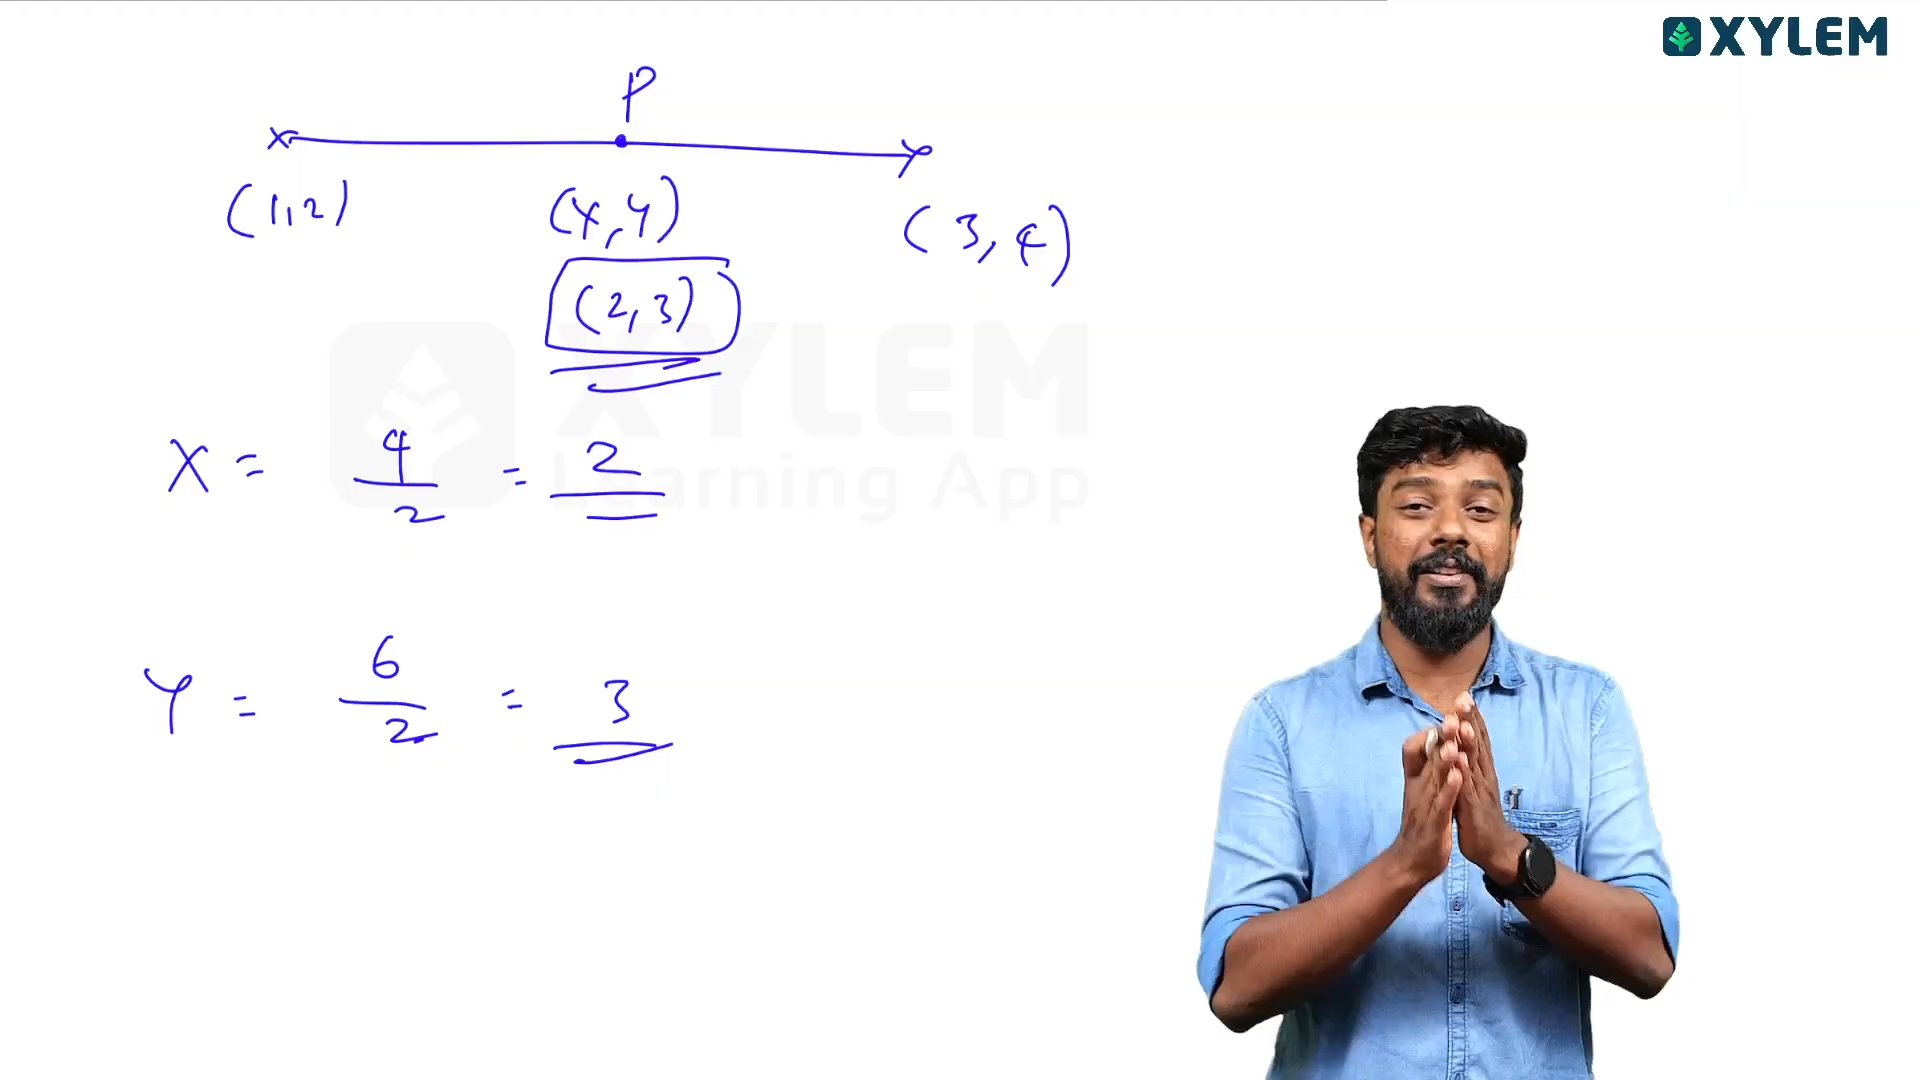 XYLEM
P
(1,2) (x,y) (3,4)
(2,3)
XYLEM
Learning App
X = 4/2 = 2
Y = 6/2 = 3